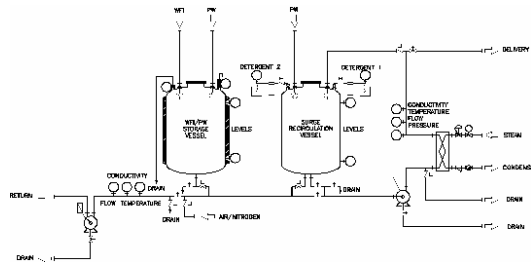 WFI
PW
PW
DELIVERY
DETERGENT 2
DETERGENT 1
CONDUCTIVITY
TEMPERATURE
FLOW
PRESSURE
WFI/PW
STORAGE
VESSEL
LEVELS
SURGE
RECIRCULATION
VESSEL
LEVELS
STEAM
CONDENS
CONDUCTIVITY
DRAIN
DRAIN
RETURN
FLOW TEMPERATURE
DRAIN
AIR/NITROGEN
DRAIN
DRAIN
DRAIN